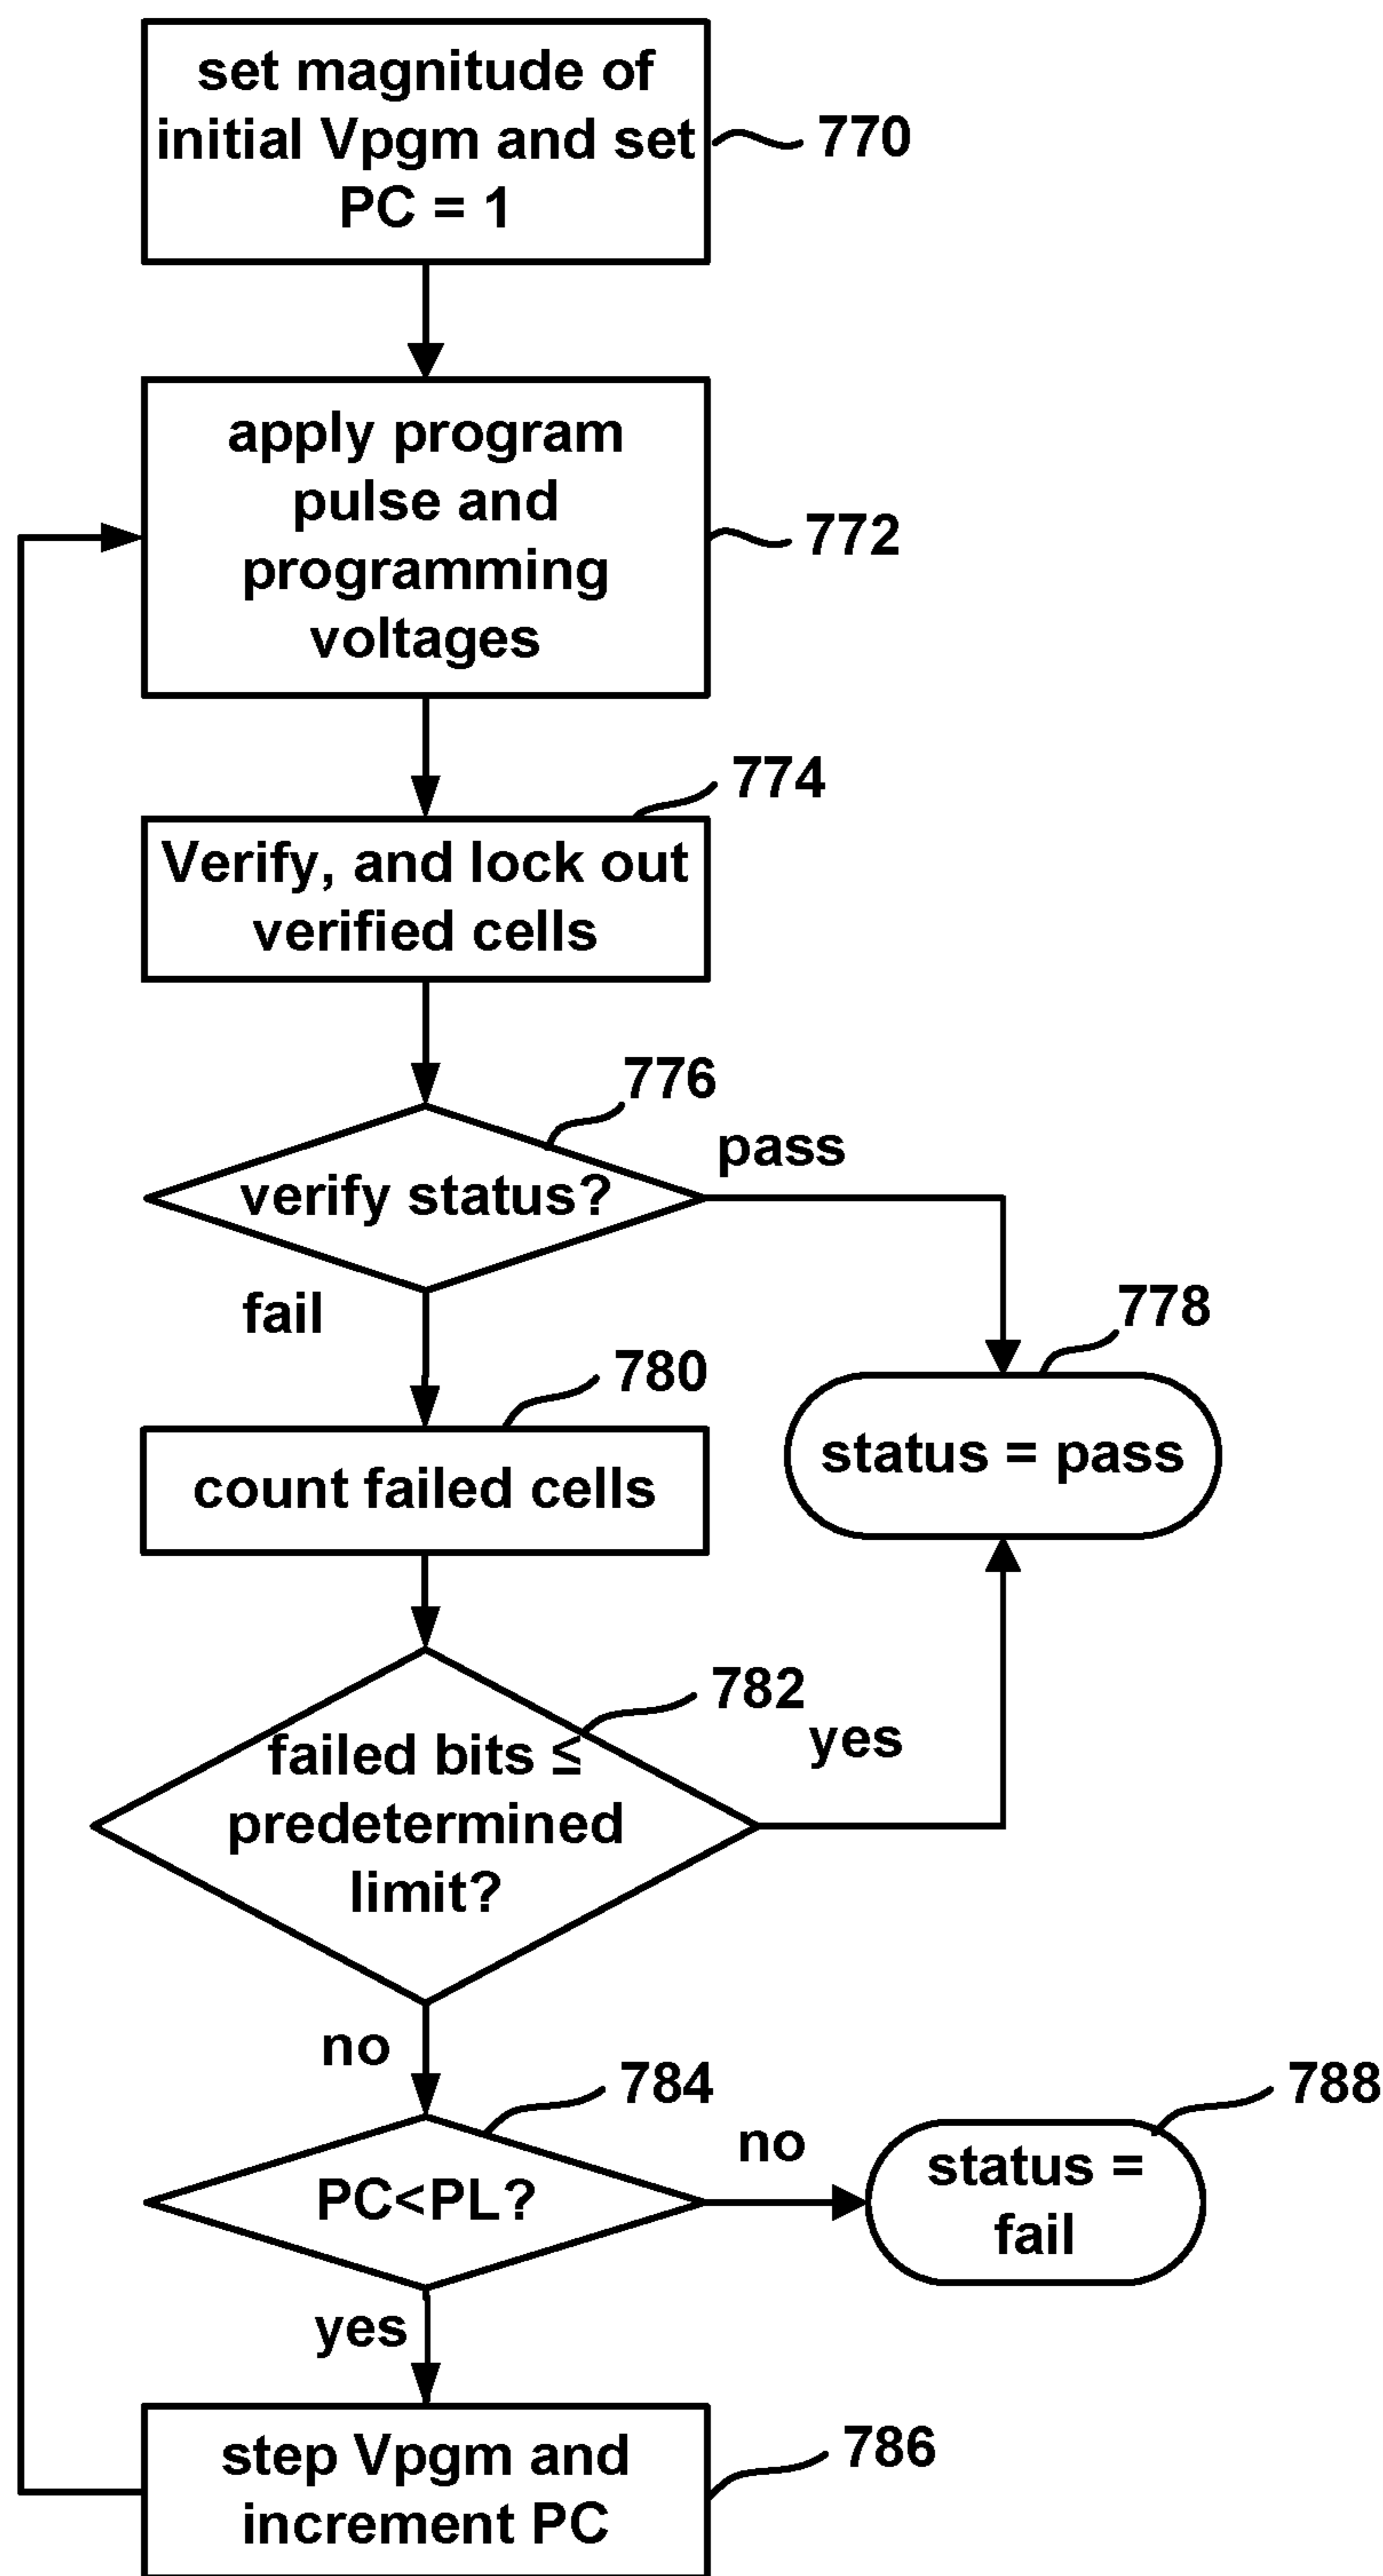 set magnitude of
initial Vpgm and set
PC = 1
770
apply program
pulse and
programming
voltages
772
774
Verify, and lock out
verified cells
776
pass
verify status?
fail
778
780
status = pass
count failed cells
782
failed bits ≤
yes
predetermined
limit?
no
784
788
no
status =
fail
PC<PL?
yes
step Vpgm and
increment PC
786